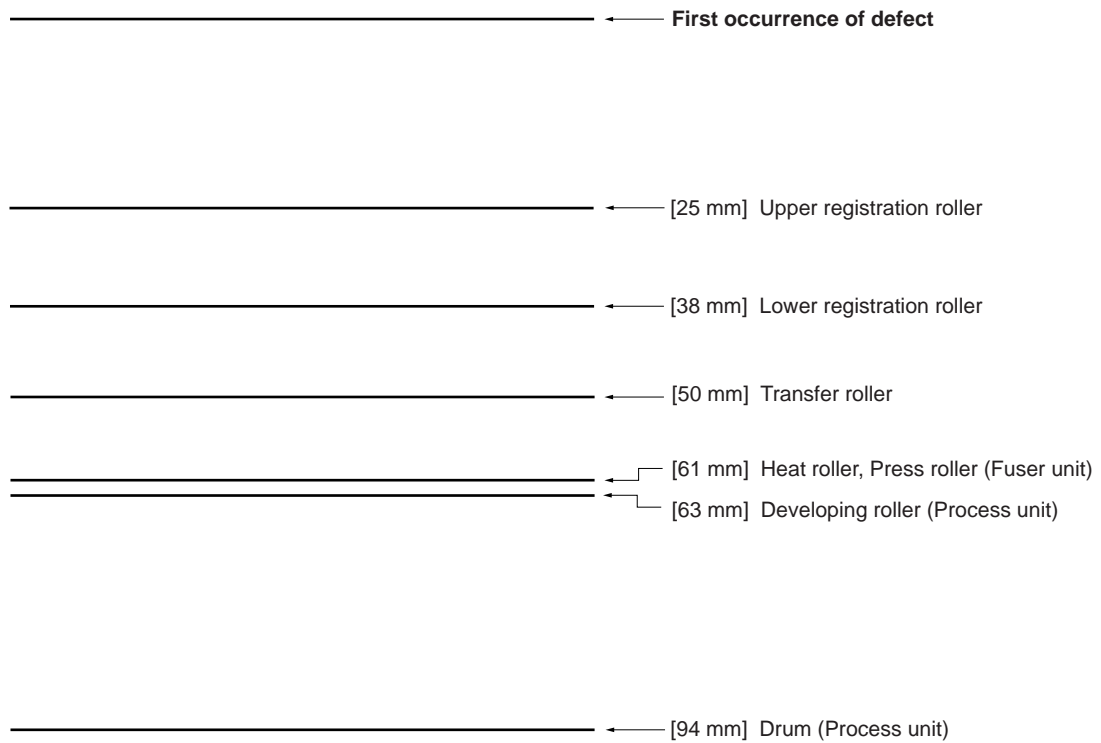 First occurrence of defect
[25 mm] Upper registration roller
[38 mm] Lower registration roller
[50 mm] Transfer roller
[61 mm] Heat roller, Press roller (Fuser unit)
[63 mm] Developing roller (Process unit)
[94 mm] Drum (Process unit)